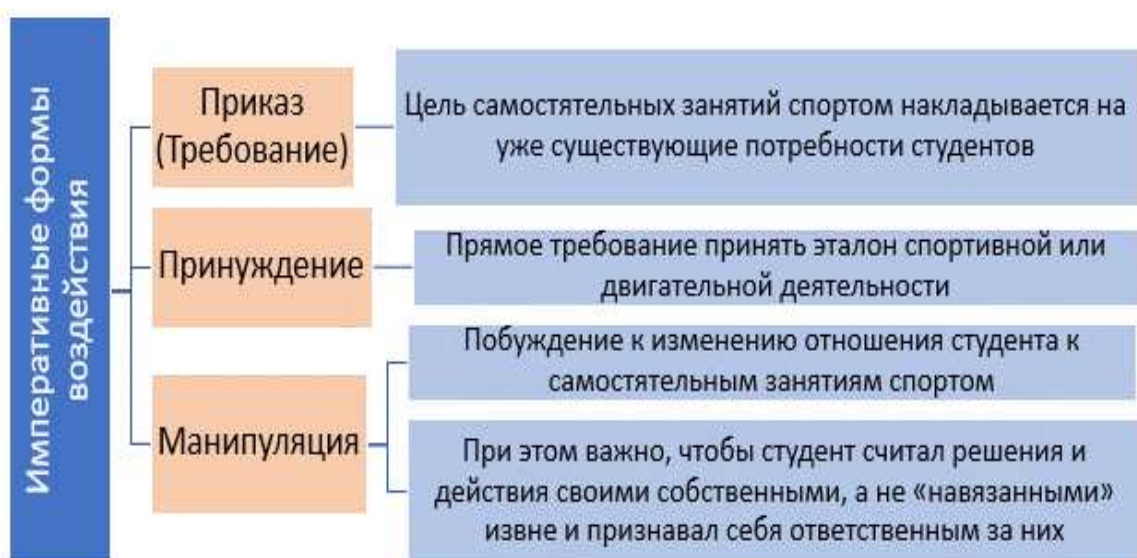 Императивные формы
воздействия
Приказ
(Требование)
Цель самостятельных занятий спортом накладывается на
уже существующие потребности студентов
Принуждение
Прямое требование принять эталон спортивной или
двигательной деятельности
Манипуляция
Побуждение к изменению отношения студента к
самостятельным занятиям спортом
При этом важно, чтобы студент считал решения и
действия своими собственными, а не «навязанными»
извне и признавал себя ответственным за них